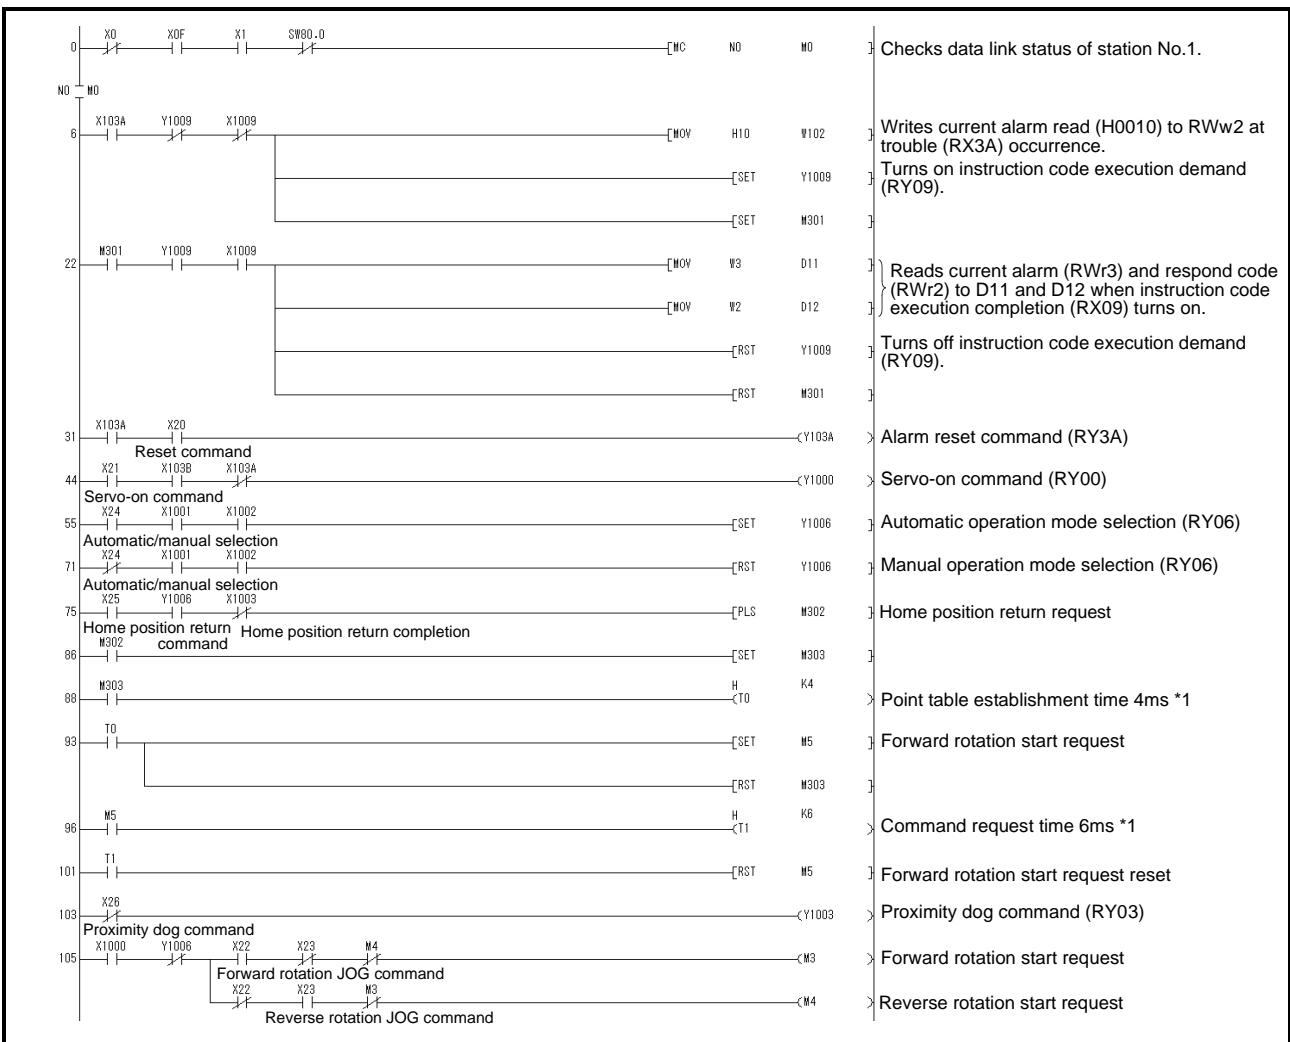 X0 X0F X1 SW80.0
0 [MC N0 M0 ] Checks data link status of station No.1.
N0 M0
X103A Y1009 X1009
6 [MOV H10 W102 ] Writes current alarm read (H0010) to RWw2 at
trouble (RX3A) occurrence.
[SET Y1009 ] Turns on instruction code execution demand
(RY09).
[SET M301 ]
M301 Y1009 X1009
22 [MOV W3 D11 ] Reads current alarm (RWr3) and respond code
[MOV W2 D12 ] (RWr2) to D11 and D12 when instruction code
execution completion (RX09) turns on.
[RST Y1009 ] Turns off instruction code execution demand
(RY09).
[RST M301 ]
X103A X20
31 (Y103A ) Alarm reset command (RY3A)
Reset command
X21 X103B X103A
44 (Y1000 ) Servo-on command (RY00)
Servo-on command
X24 X1001 X1002
55 [SET Y1006 ] Automatic operation mode selection (RY06)
Automatic/manual selection
X24 X1001 X1002
71 [RST Y1006 ] Manual operation mode selection (RY06)
Automatic/manual selection
X25 Y1006 X1003
75 [PLS M302 ] Home position return request
Home position return command Home position return completion
M302
86 [SET M303 ]
M303 H K4
88 (T0 ) Point table establishment time 4ms *1
T0
93 [SET M5 ] Forward rotation start request
[RST M303 ]
M5 H K6
96 (T1 ) Command request time 6ms *1
T1
101 [RST M5 ] Forward rotation start request reset
X26
103 (Y1003 ) Proximity dog command (RY03)
Proximity dog command
X1000 Y1006 X22 X23 M4
105 (M3 ) Forward rotation start request
Forward rotation JOG command
X22 X23 M3
(M4 ) Reverse rotation start request
Reverse rotation JOG command